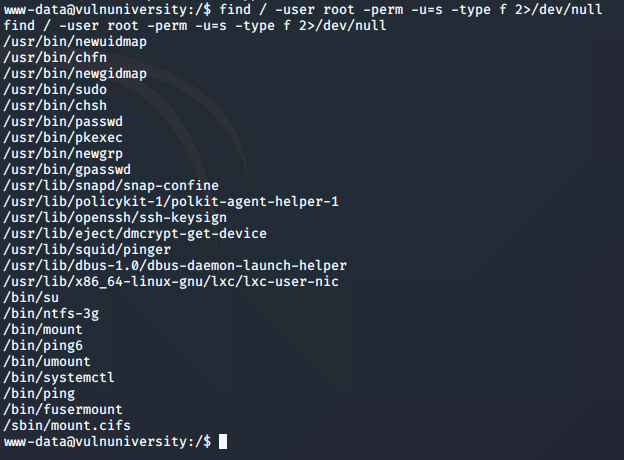 www-data@vulnuniversity:/$ find / -user root -perm -u=s -type f 2>/dev/null
find / -user root -perm -u=s -type f 2>/dev/null
/usr/bin/newuidmap
/usr/bin/chfn
/usr/bin/newgidmap
/usr/bin/sudo
/usr/bin/chsh
/usr/bin/passwd
/usr/bin/pkexec
/usr/bin/newgrp
/usr/bin/gpasswd
/usr/lib/snapd/snap-confine
/usr/lib/policykit-1/polkit-agent-helper-1
/usr/lib/openssh/ssh-keysign
/usr/lib/eject/dmcrypt-get-device
/usr/lib/squid/pinger
/usr/lib/dbus-1.0/dbus-daemon-launch-helper
/usr/lib/x86_64-linux-gnu/lxc/lxc-user-nic
/bin/su
/bin/ntfs-3g
/bin/mount
/bin/ping6
/bin/umount
/bin/systemctl
/bin/ping
/bin/fusermount
/sbin/mount.cifs
www-data@vulnuniversity:/$